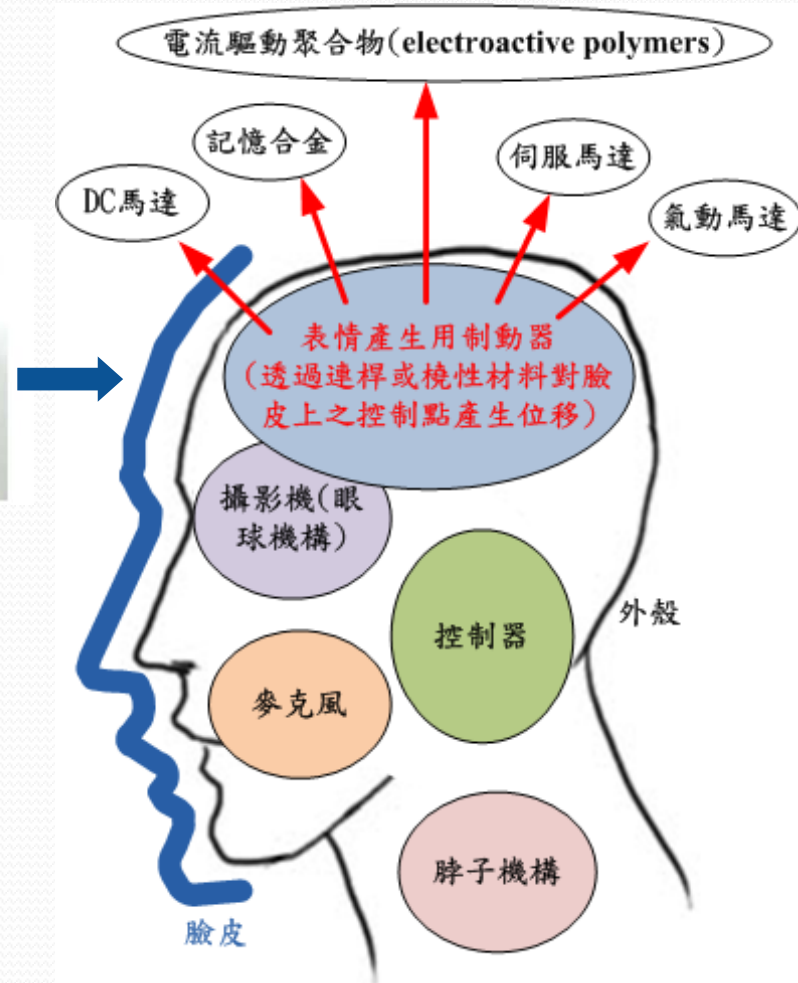 電流驅動聚合物(electroactive polymers)
記憶合金
伺服馬達
DC馬達
氣動馬達
表情產生用制動器
(透過連桿或橈性材料對臉
皮上之控制點產生位移)
攝影機(眼
球機構)
控制器
外殼
麥克風
脖子機構
臉皮